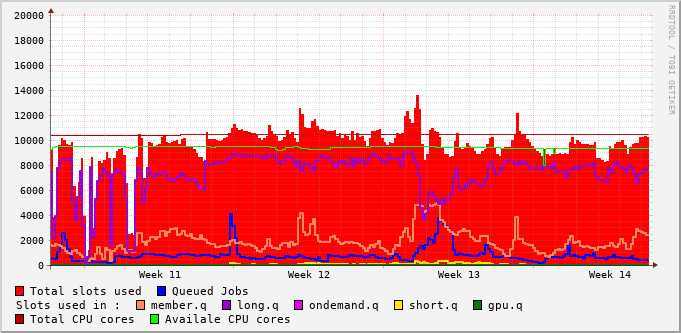 20000
18000
16000
14000
12000
10000
8000
6000
4000
2000
0
RRDTOOL / TOBI OETIKER
Week 11 Week 12 Week 13 Week 14
Total slots used Queued Jobs
Slots used in : member.q long.q ondemand.q short.q gpu.q
Total CPU cores Availale CPU cores